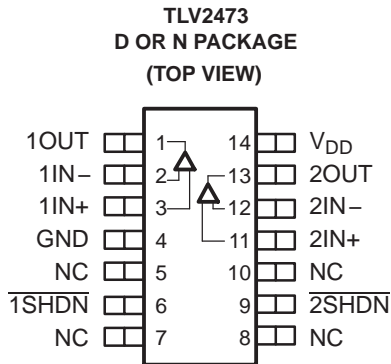 TLV2473
D OR N PACKAGE
(TOP VIEW)
1OUT 1 14 VDD
1IN− 2 13 2OUT
1IN+ 3 12 2IN−
GND 4 11 2IN+
NC 5 10 NC
1SHDN 6 9 2SHDN
NC 7 8 NC